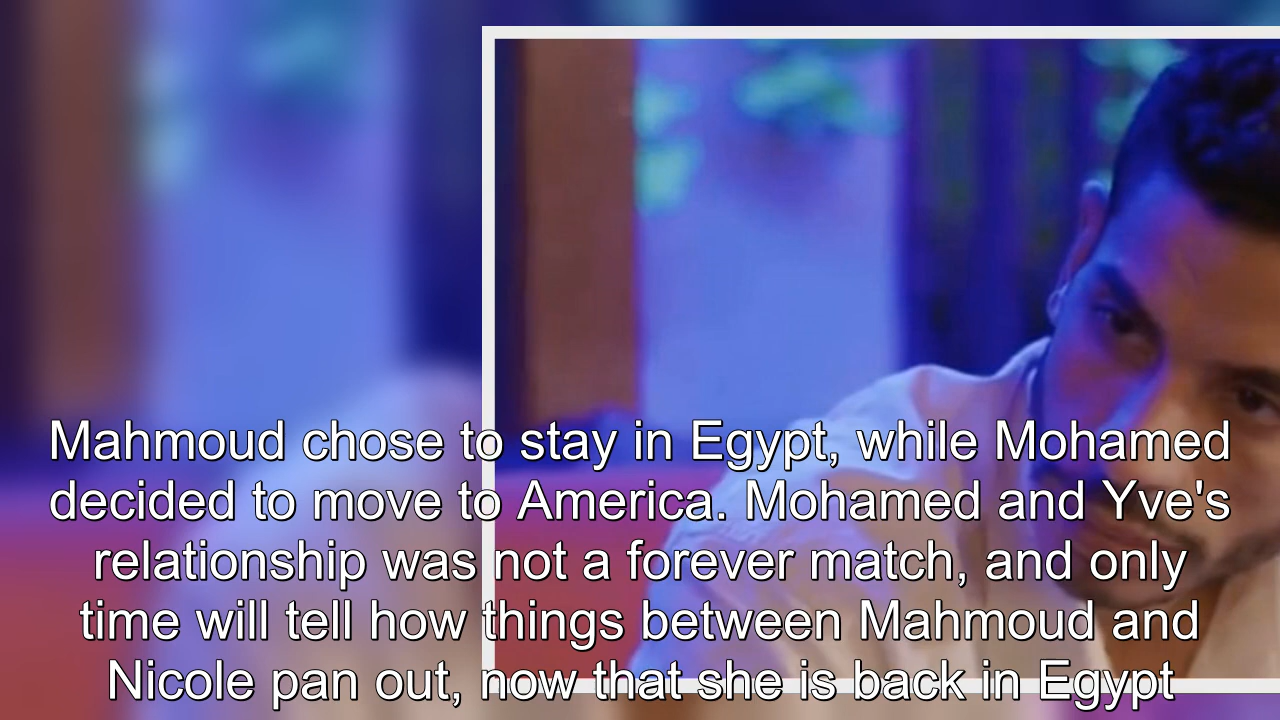 Mahmoud chose to stay in Egypt, while Mohamed
decided to move to America. Mohamed and Yve's
relationship was not a forever match, and only
time will tell how things between Mahmoud and
Nicole pan out, now that she is back in Egypt